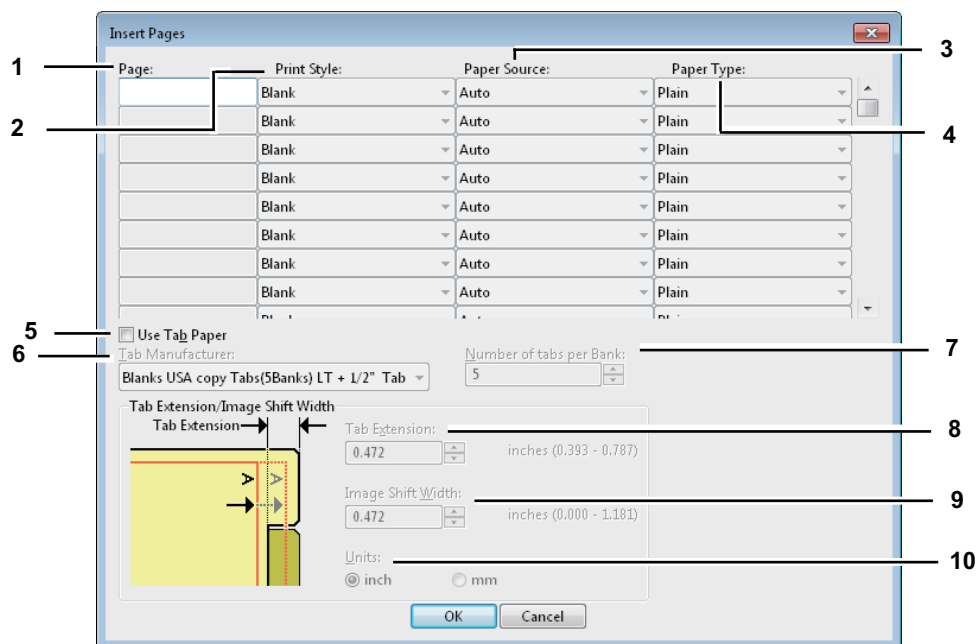 Insert Pages
3
1
Page:
Print Style:
Paper Source:
Paper Type:
2
4
Blank Auto Plain
Blank Auto Plain
Blank Auto Plain
Blank Auto Plain
Blank Auto Plain
Blank Auto Plain
Blank Auto Plain
Blank Auto Plain
5
Use Tab Paper
6
Tab Manufacturer:
Number of tabs per Bank:
7
Blanks USA copy Tabs(5Banks) LT + 1/2" Tab
5
Tab Extension/Image Shift Width
Tab Extension
A A
Tab Extension:
8
0.472
inches (0.393 - 0.787)
Image Shift Width:
9
0.472
inches (0.000 - 1.181)
Units:
10
inch
mm
OK
Cancel